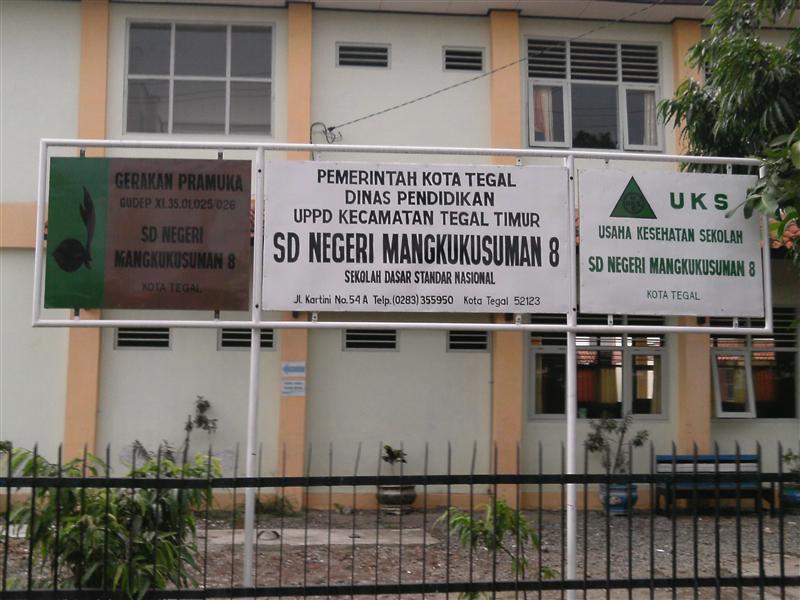 GERAKAN PRAMUKA
GUDEP XI.35.01.025/026
SD NEGERI
MANGKUKUSUMAN 8
KOTA TEGAL
PEMERINTAH KOTA TEGAL
DINAS PENDIDIKAN
UPPD KECAMATAN TEGAL TIMUR
SD NEGERI MANGKUKUSUMAN 8
SEKOLAH DASAR STANDAR NASIONAL
Jl. Kartini No. 54 A Telp. (0283) 355950 Kota Tegal 52123
UKS
USAHA KESEHATAN SEKOLAH
SD NEGERI MANGKUKUSUMAN 8
KOTA TEGAL